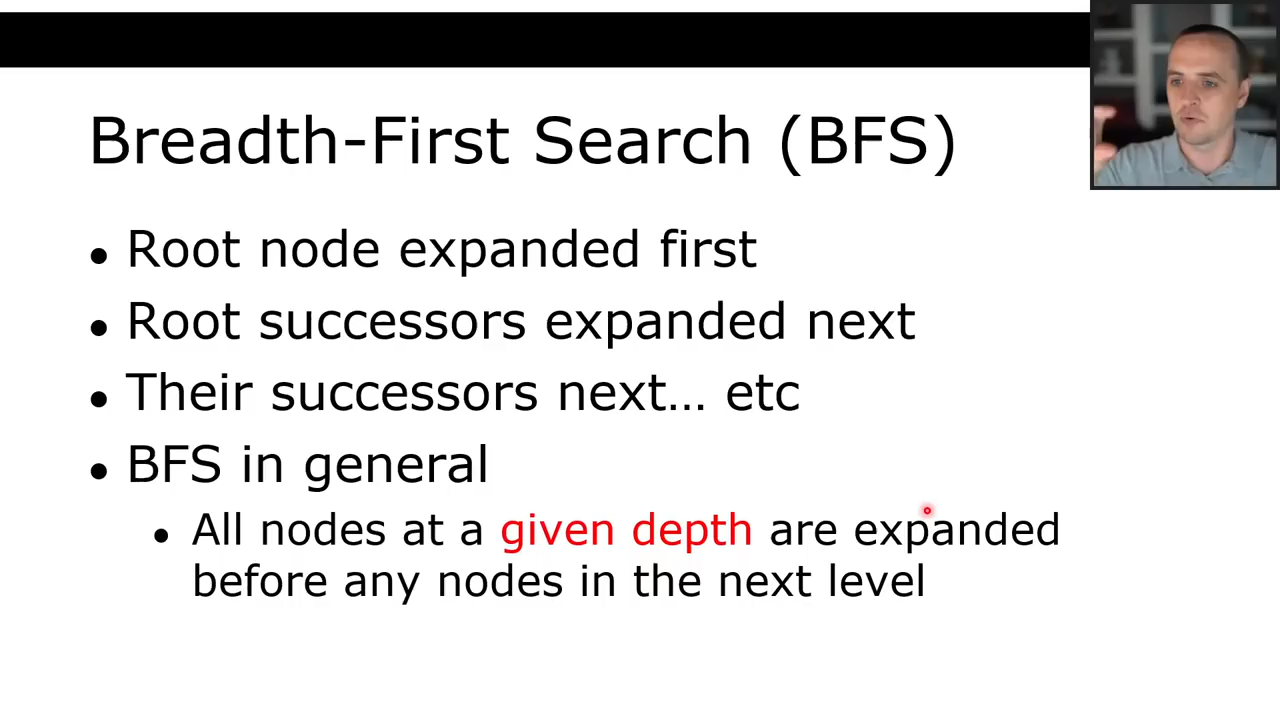 Breadth-First Search (BFS)
Root node expanded first
Root successors expanded next
Their successors next... etc
BFS in general
All nodes at a given depth are expanded
before any nodes in the next level